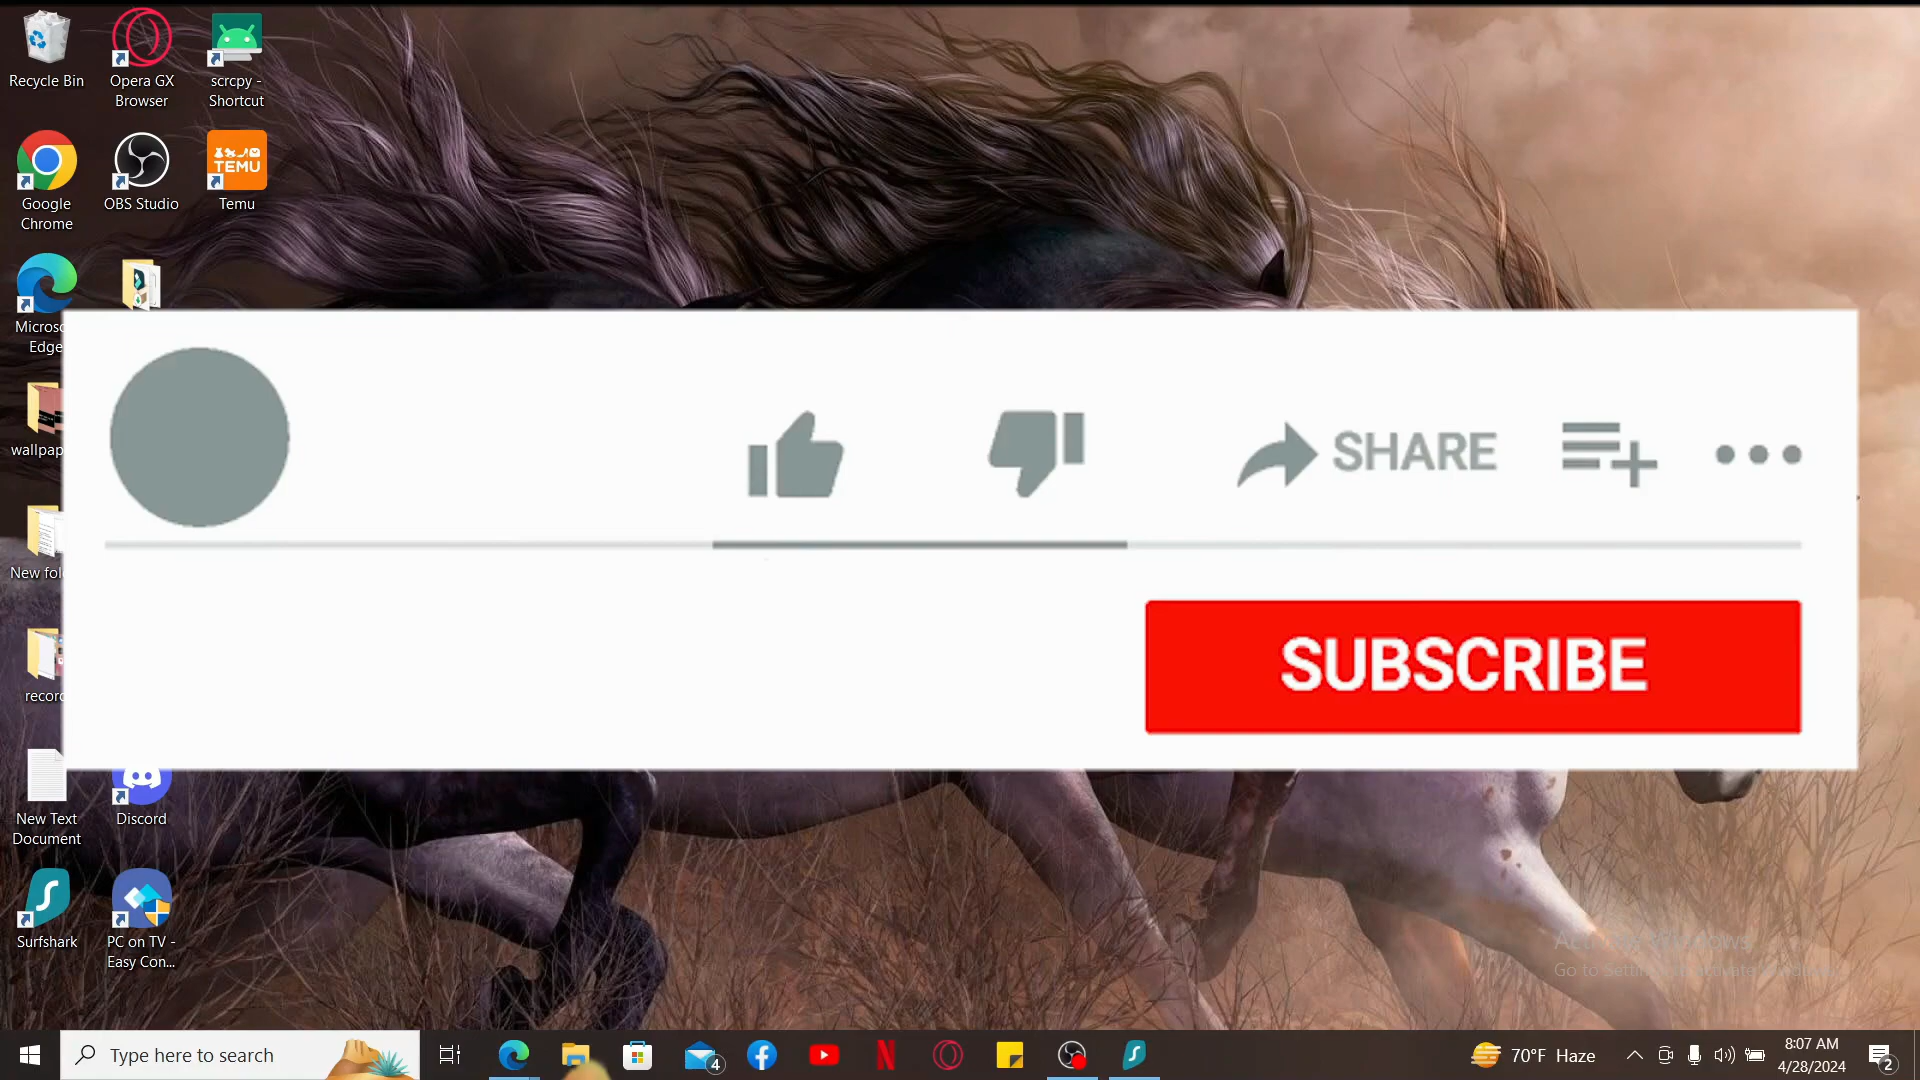 Recycle Bin
Opera GX
Browser
scrcpy -
Shortcut
Google
Chrome
OBS Studio
TEMU
Temu
Edge
SHARE
SUBSCRIBE
New Text
Document
Discord
Surfshark
PC on TV -
Easy Con...
Type here to search
4
70°F Haze
8:07 AM
4/28/2024
2